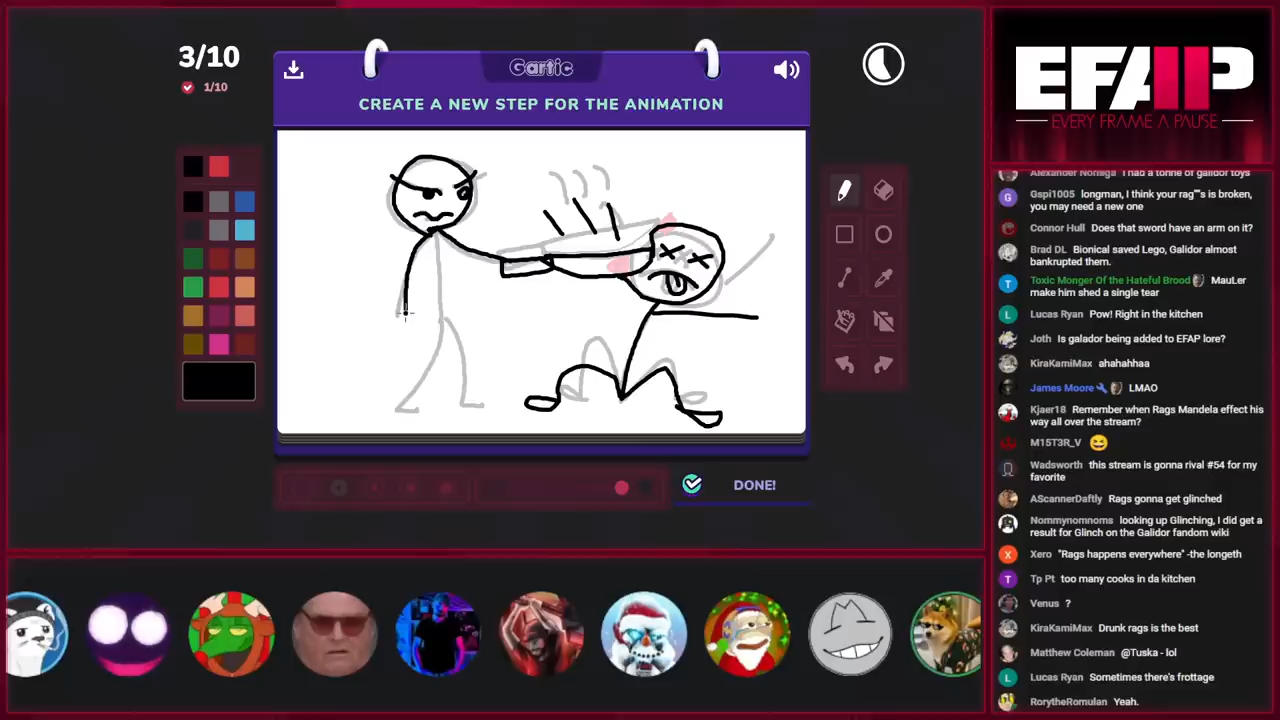 3/10
1/10
Gartic
CREATE A NEW STEP FOR THE ANIMATION
DONE!
EFAP
EVERY FRAME A PAUSE
Alexander Noriega I had a tonne of galidor toys
Gspi1005 longman, I think your rag""s is broken,
you may need a new one
Connor Hull Does that sword have an arm on it?
Brad DL Bionical saved Lego, Galidor almost
bankrupted them.
Toxic Monger Of the Hateful Brood MauLer
make him shed a single tear
Lucas Ryan Pow! Right in the kitchen
Joth Is galador being added to EFAP lore?
KiraKamiMax ahahahhaa
James Moore LMAO
Kjaer18 Remember when Rags Mandela effect his
way all over the stream?
M15T3R_V
Wadsworth this stream is gonna rival #54 for my
favorite
AScannerDaftly Rags gonna get glinched
Nommynomnoms looking up Glinching, I did get a
result for Glinch on the Galidor fandom wiki
Xero "Rags happens everywhere" -the longeth
Tp Pt too many cooks in da kitchen
Venus ?
KiraKamiMax Drunk rags is the best
Matthew Coleman @Tuska - lol
Lucas Ryan Sometimes there's frottage
RorytheRomulan Yeah.